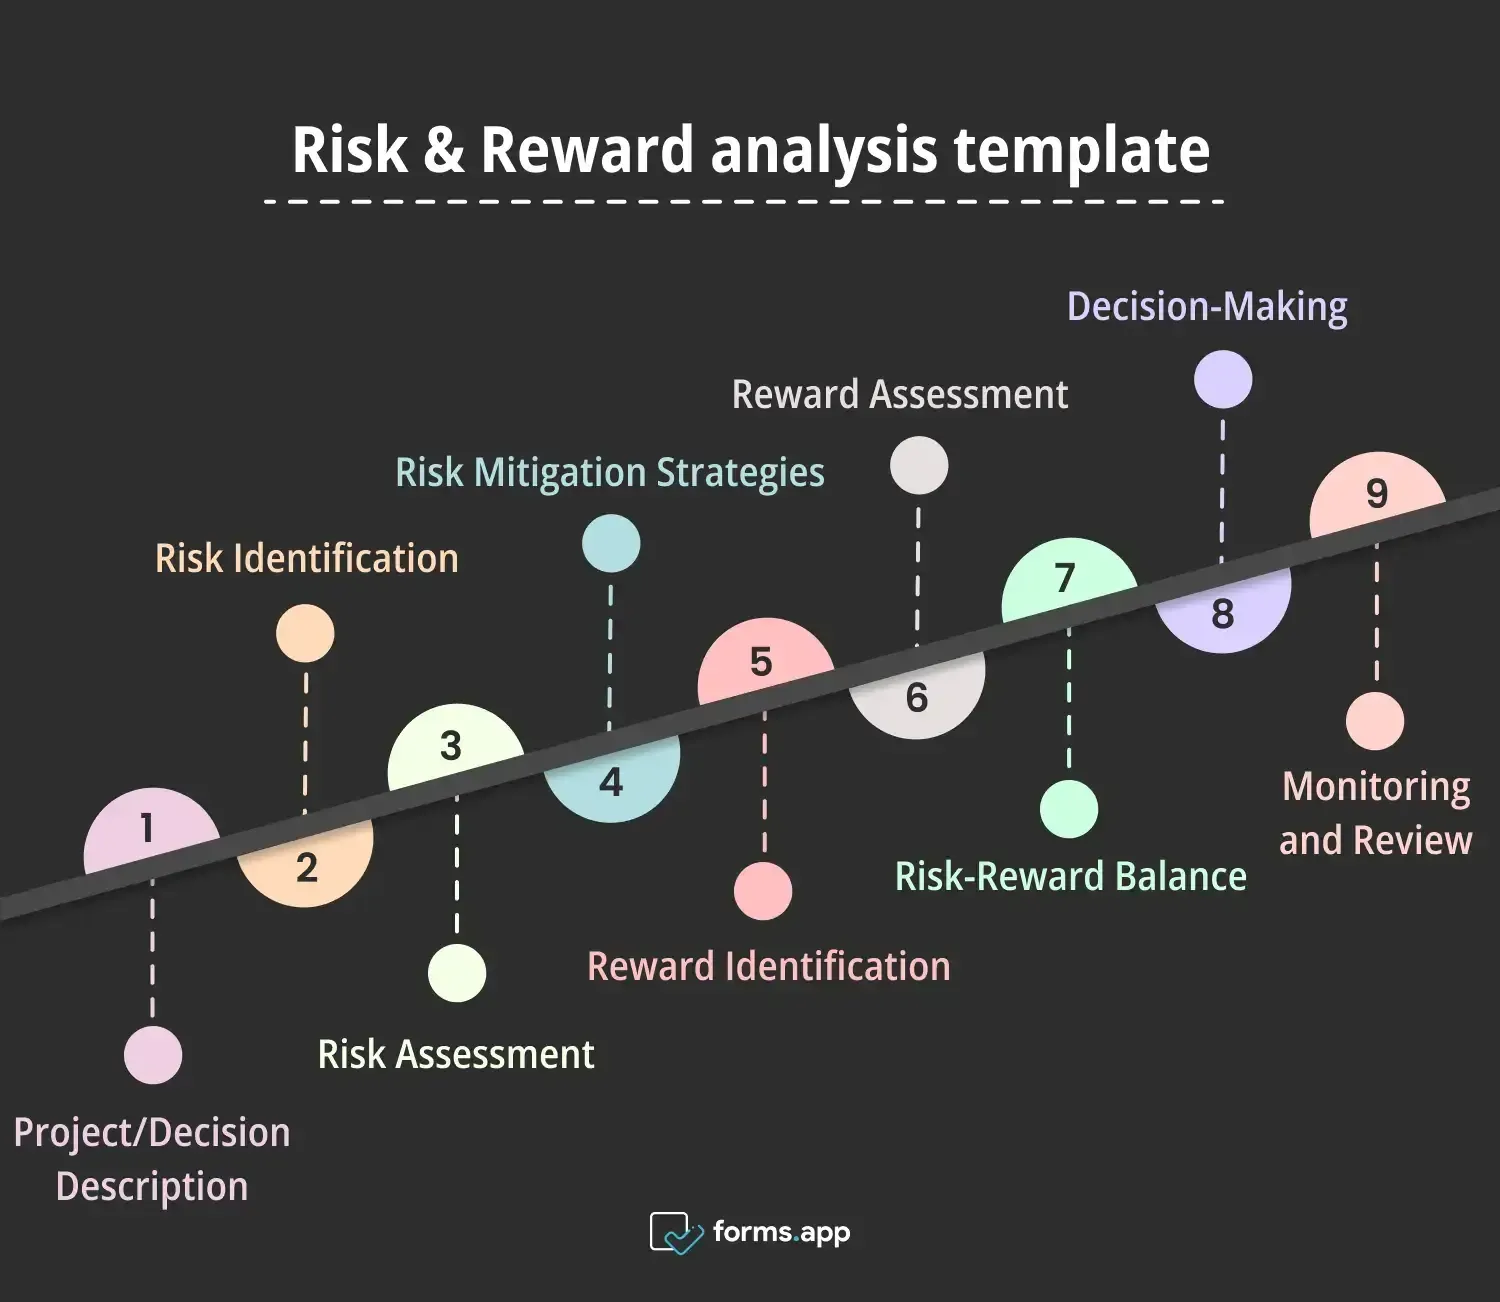 Risk & Reward analysis template
1
Project/Decision
Description
2
Risk Identification
3
Risk Assessment
4
Risk Mitigation Strategies
5
Reward Identification
6
Reward Assessment
7
Risk-Reward Balance
8
Decision-Making
9
Monitoring
and Review
forms.app